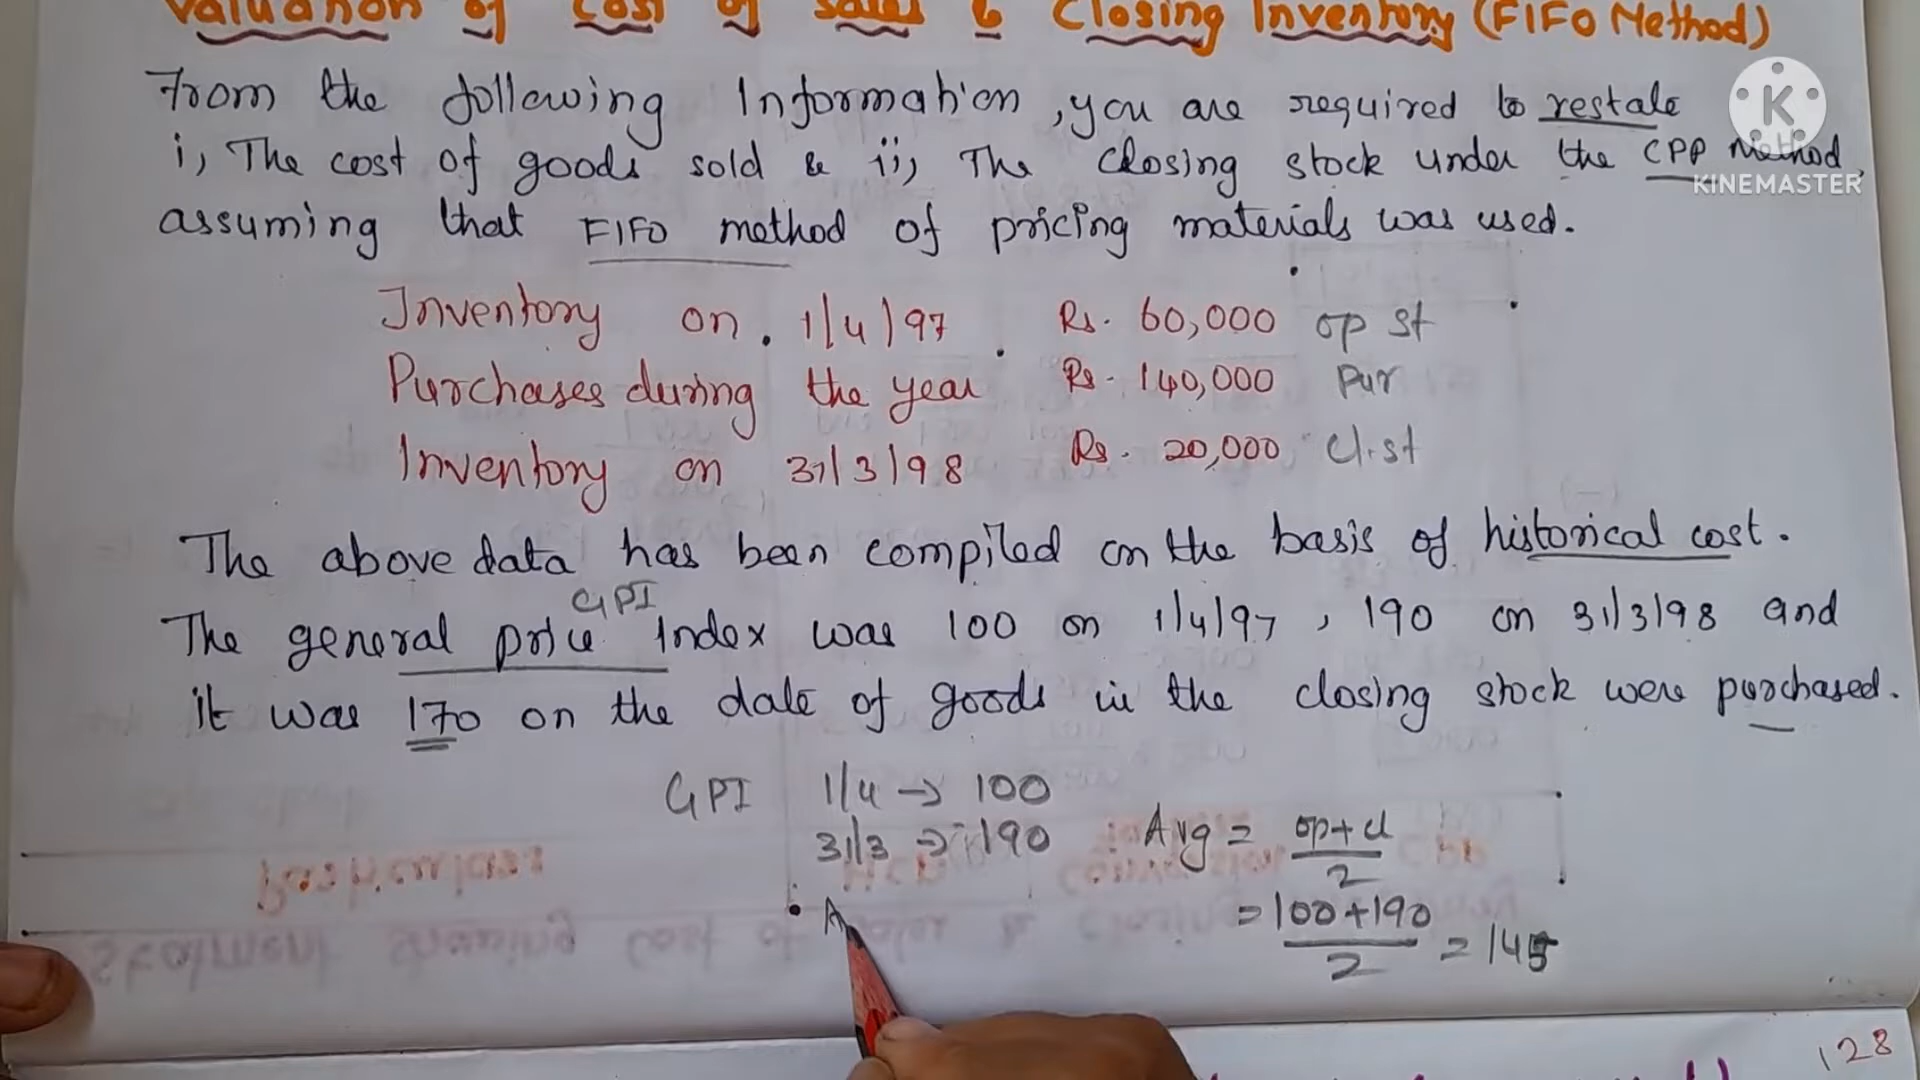 Valuation of Cost of Sales & Closing Inventory (FIFO Method)
From the following Information, you are required to restate
i, The cost of goods sold & ii, The closing stock under the CPP Method,
assuming that FIFO method of pricing materials was used.
Inventory on 1/4/97 Rs. 60,000 op st
Purchases during the year Rs. 140,000 Pur
Inventory on 31/3/98 Rs. 20,000 cl.st
The above data has been compiled on the basis of historical cost.
GPI
The general price Index was 100 on 1/4/97, 190 on 31/3/98 and
it was 170 on the date of goods in the closing stock were purchased.
GPI 1/4 → 100
31/3 → 190
A
Avg = op+cl
2
= 100+190
2
= 145
128
KINEMASTER